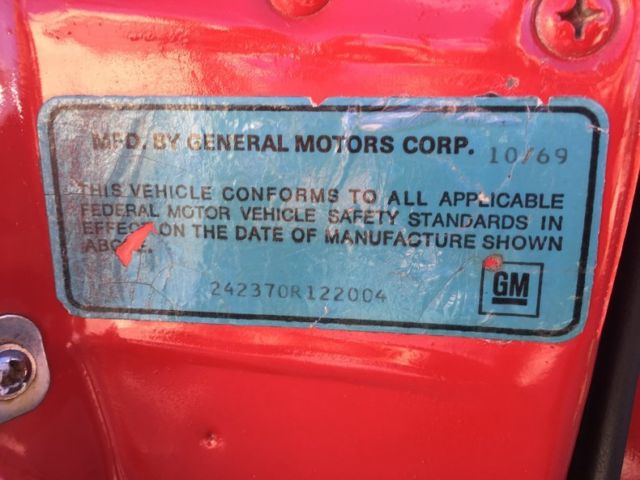 MFD. BY GENERAL MOTORS CORP. 10/69
THIS VEHICLE CONFORMS TO ALL APPLICABLE
FEDERAL MOTOR VEHICLE SAFETY STANDARDS IN
EFFECT ON THE DATE OF MANUFACTURE SHOWN
ABOVE.
242370R122004
GM